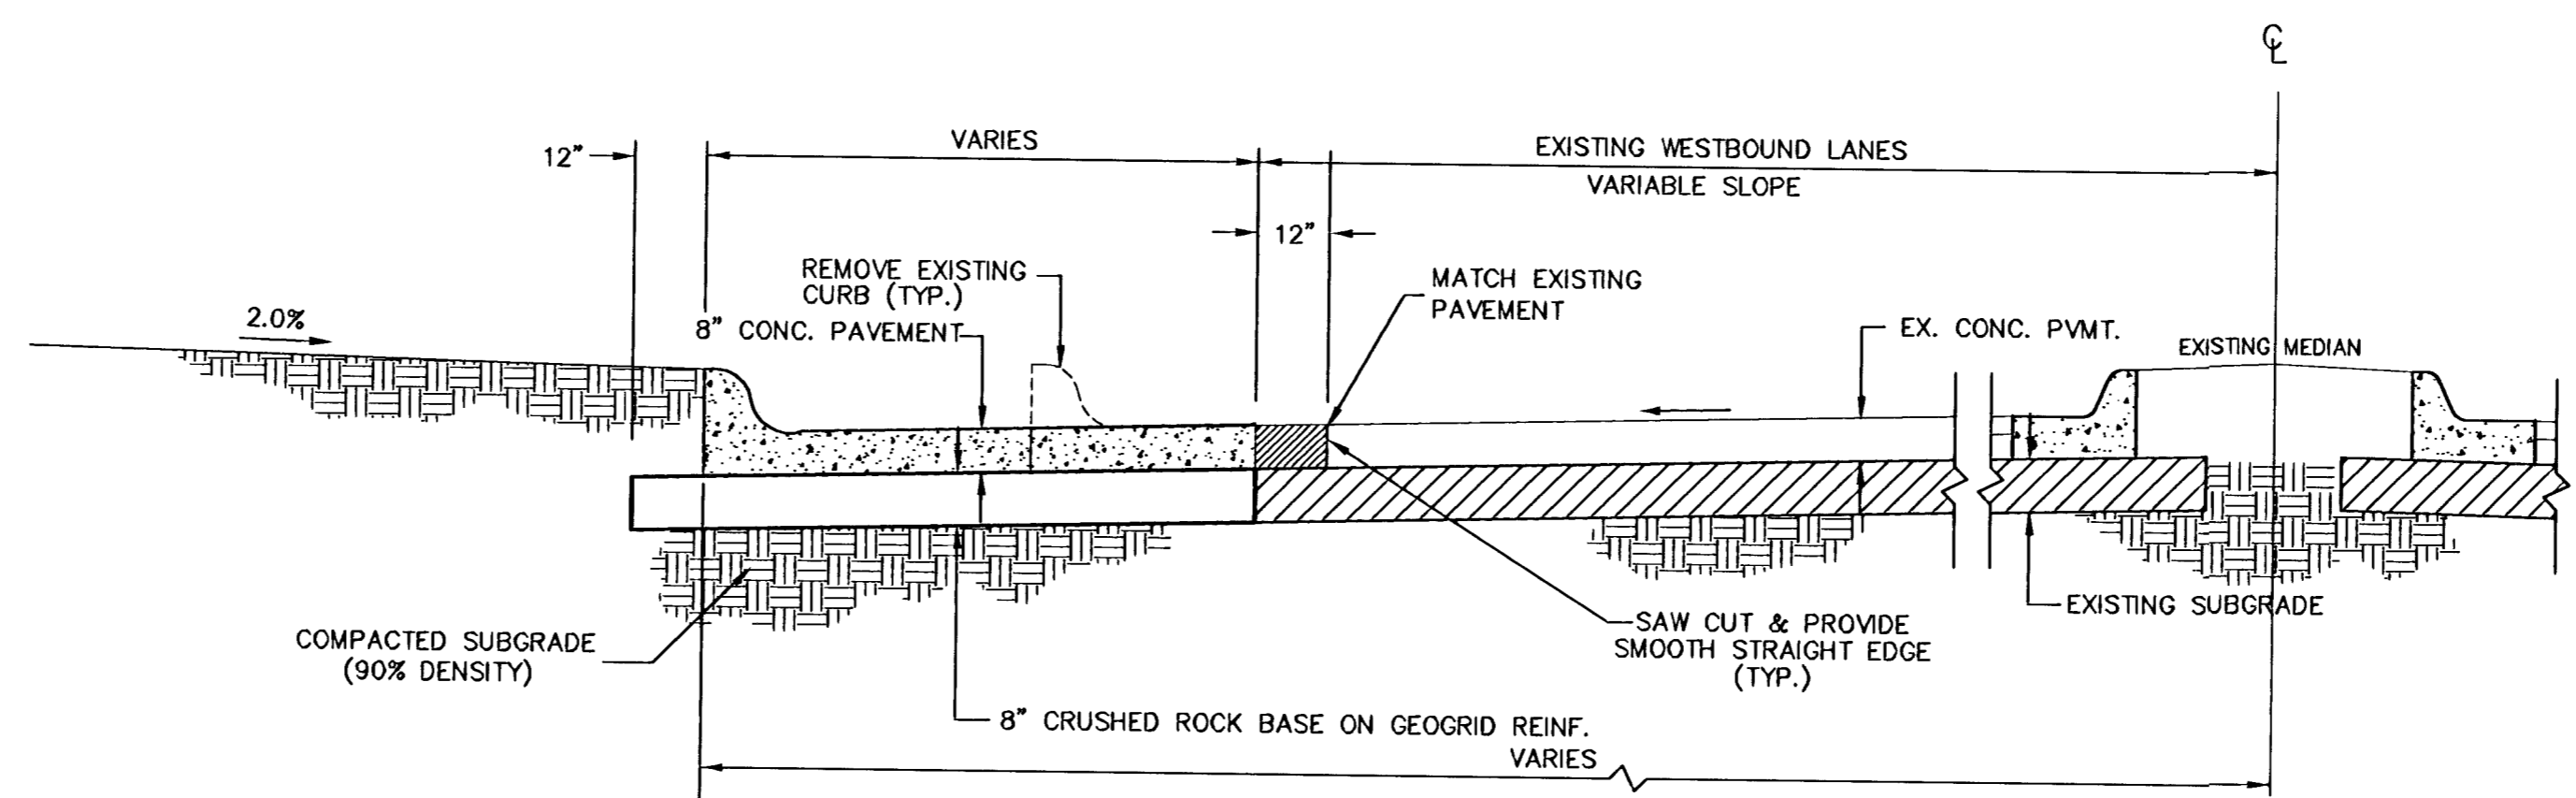 ℄
12"
VARIES
EXISTING WESTBOUND LANES
VARIABLE SLOPE
12"
REMOVE EXISTING
CURB (TYP.)
MATCH EXISTING
PAVEMENT
2.0%
8" CONC. PAVEMENT
EX. CONC. PVMT.
EXISTING MEDIAN
COMPACTED SUBGRADE
(90% DENSITY)
SAW CUT & PROVIDE
SMOOTH STRAIGHT EDGE
(TYP.)
EXISTING SUBGRADE
8" CRUSHED ROCK BASE ON GEOGRID REINF.
VARIES